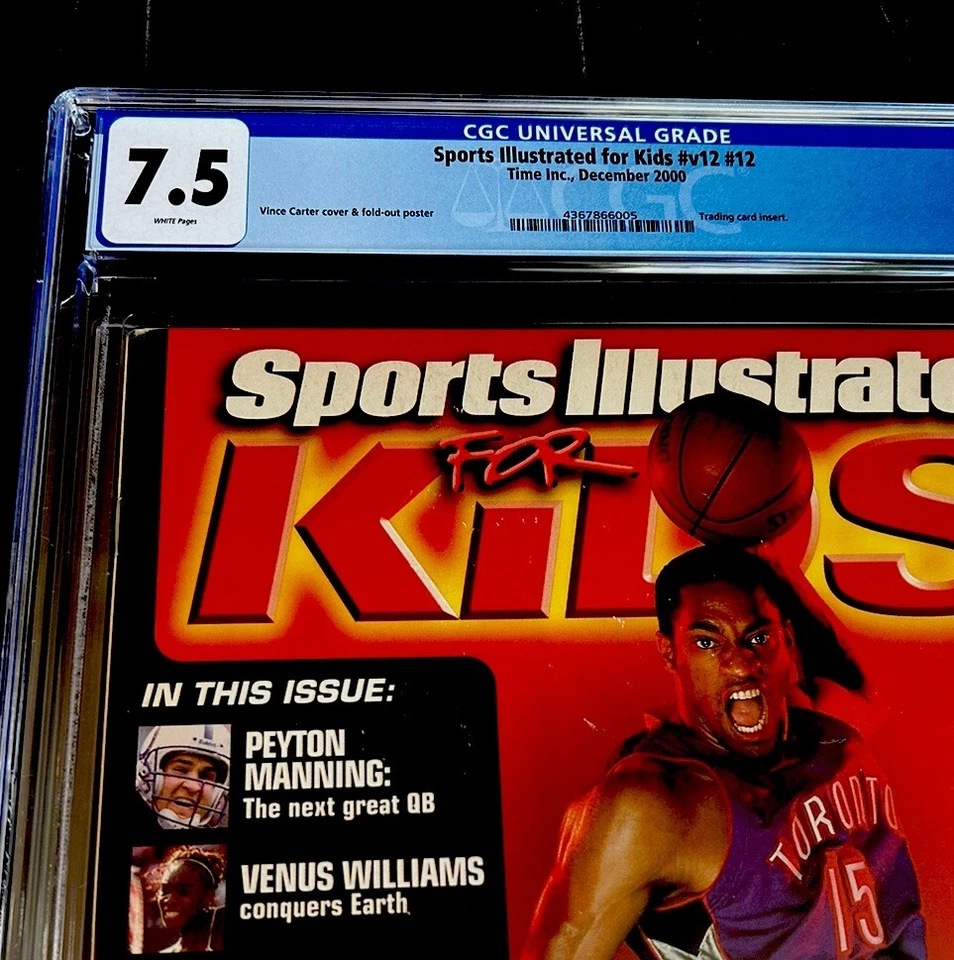 CGC UNIVERSAL GRADE
7.5
WHITE Pages
Sports Illustrated for Kids #v12 #12
Time Inc., December 2000
Vince Carter cover & fold-out poster
4367866005
Trading card insert.
CGC
Sports Illustrate
FOR
KIDS
IN THIS ISSUE:
PEYTON
MANNING:
The next great QB
VENUS WILLIAMS
conquers Earth
TORONTO
15